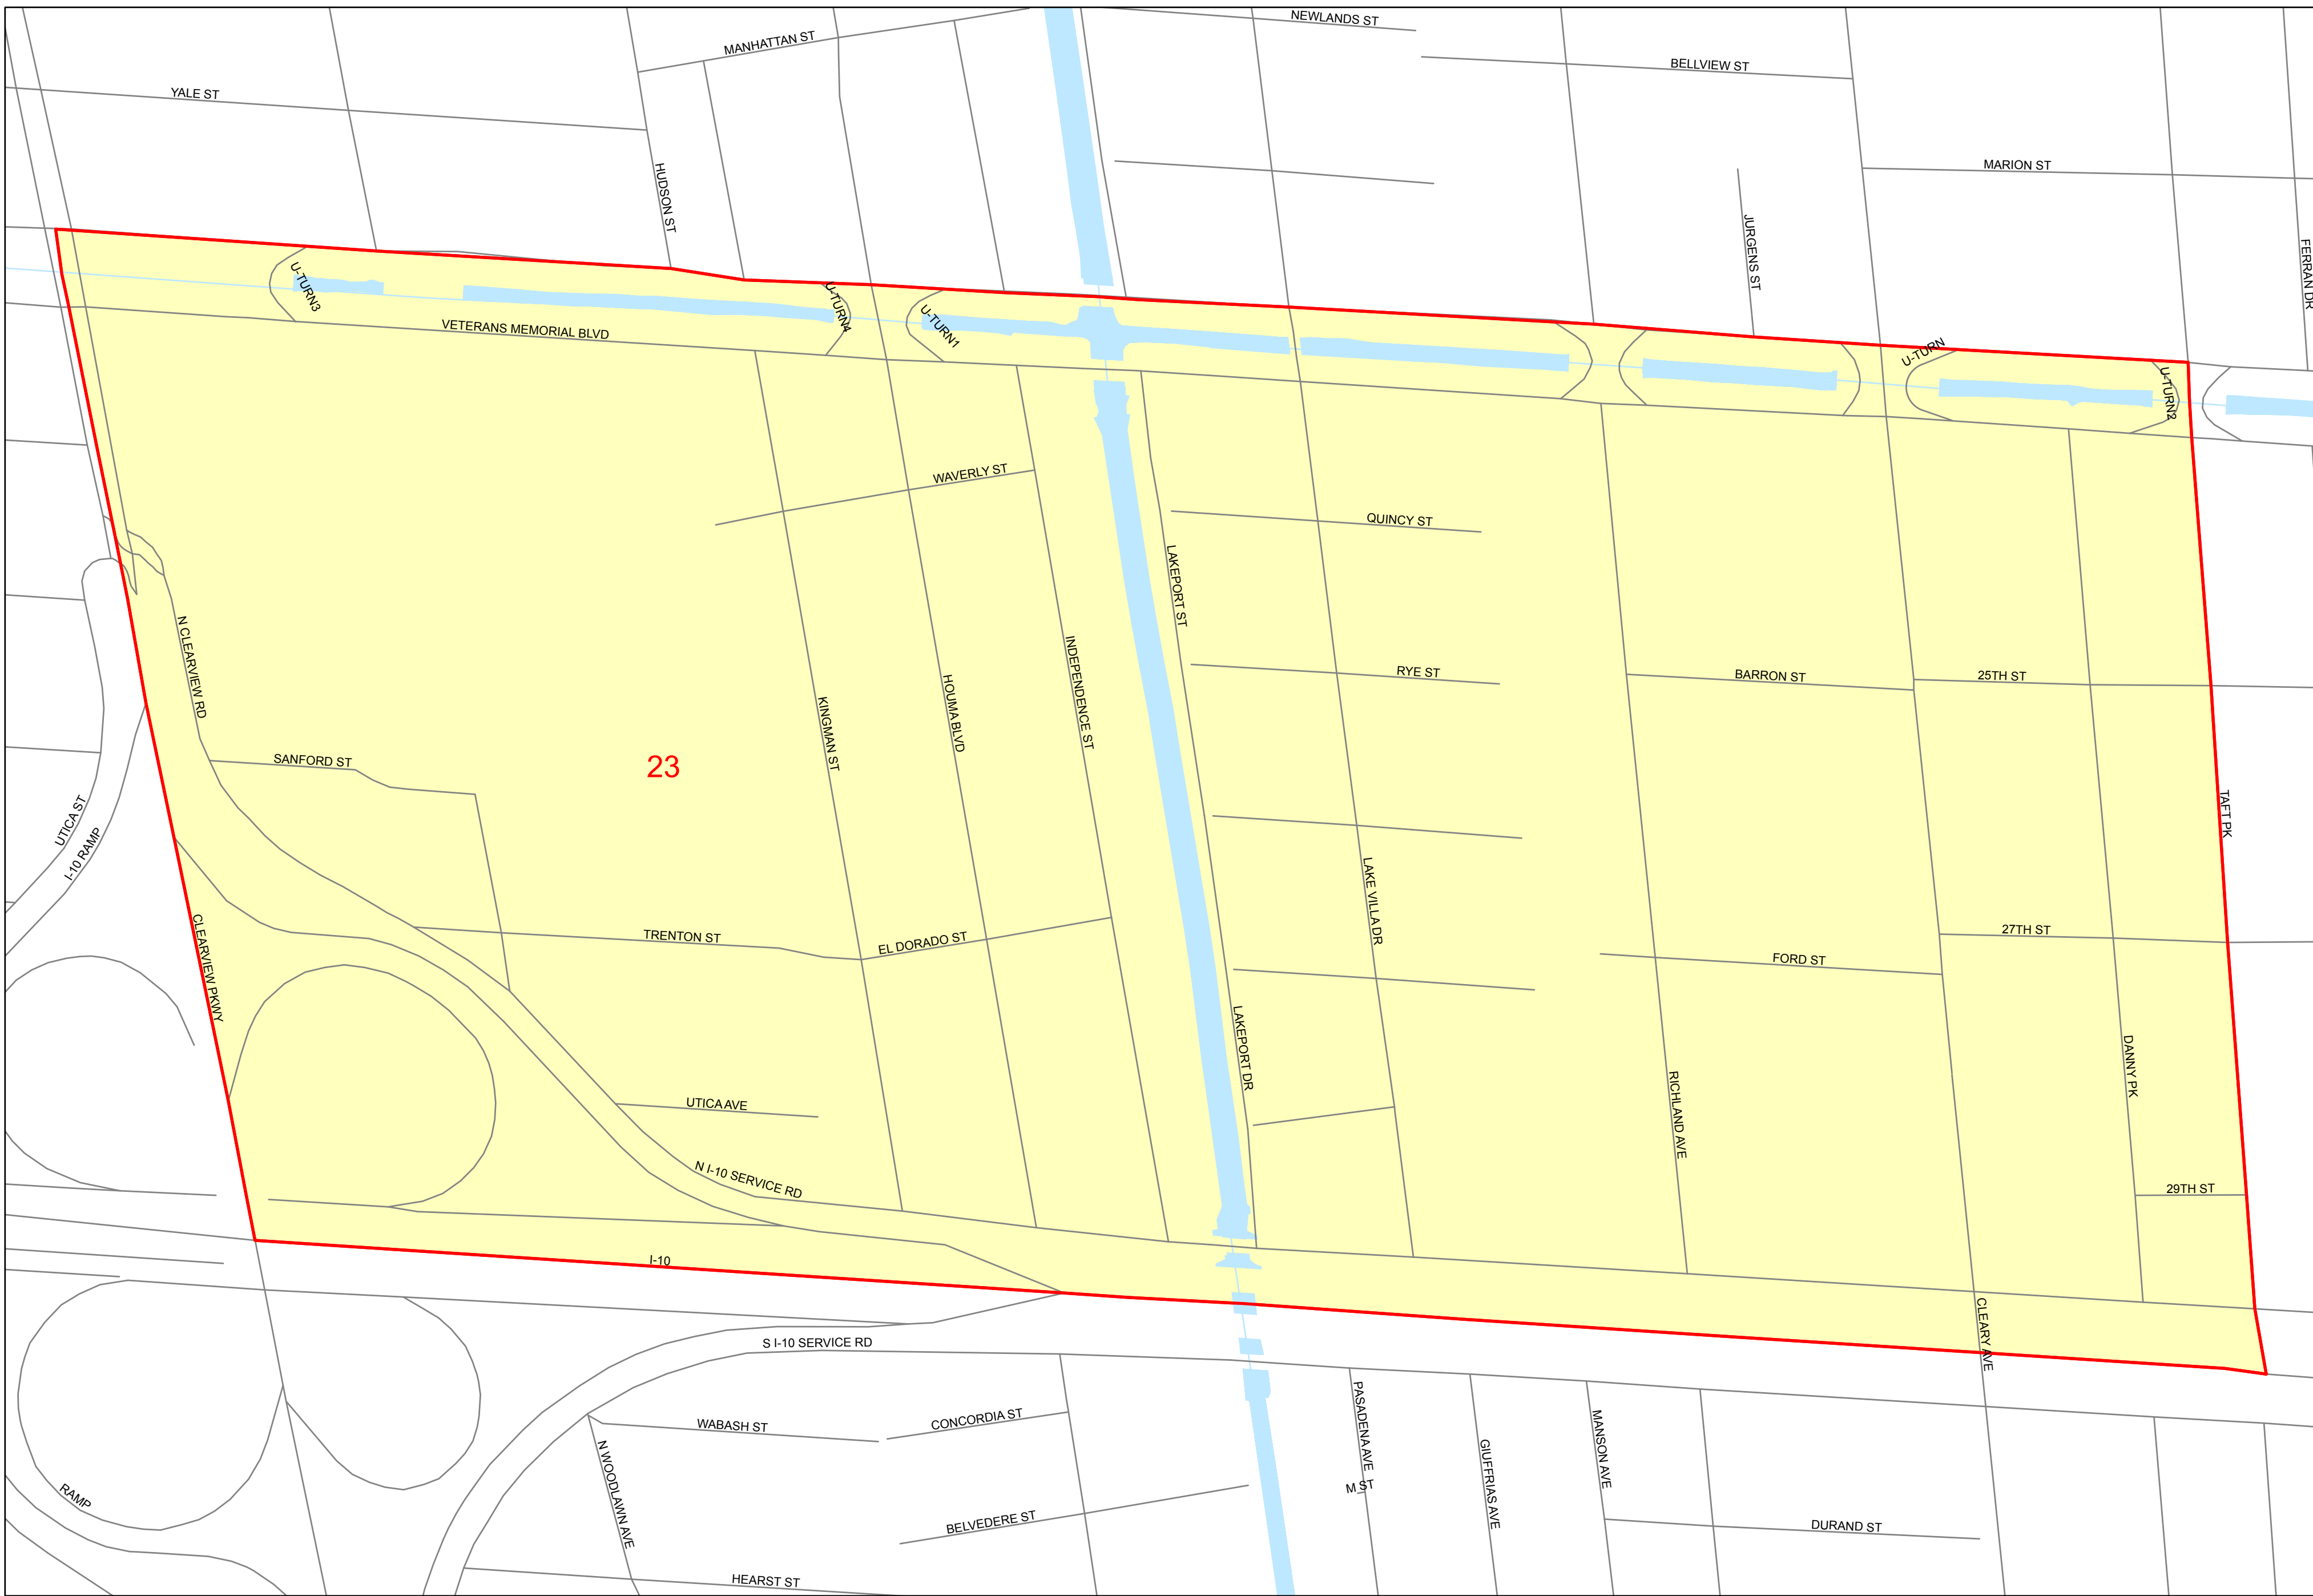 NEWLANDS ST
MANHATTAN ST
BELLVIEW ST
YALE ST
HUDSON ST
MARION ST
JURGENS ST
FERRAN DR
U-TURN3
U-TURN4
U-TURN1
VETERANS MEMORIAL BLVD
U-TURN
U-TURN2
WAVERLY ST
QUINCY ST
LAKEPORT ST
N CLEARVIEW RD
INDEPENDENCE ST
HOUMA BLVD
KINGMAN ST
RYE ST
BARRON ST
25TH ST
SANFORD ST
23
UTICA ST
I-10 RAMP
TAFT PK
LAKE VILLA DR
CLEARVIEW PKWY
TRENTON ST
EL DORADO ST
27TH ST
FORD ST
LAKEPORT DR
DANNY PK
RICHLAND AVE
UTICA AVE
N I-10 SERVICE RD
29TH ST
I-10
CLEARY AVE
S I-10 SERVICE RD
PASADENA AVE
WABASH ST
CONCORDIA ST
MANSON AVE
GIUFFRIAS AVE
N WOODLAWN AVE
M ST
RAMP
BELVEDERE ST
DURAND ST
HEARST ST